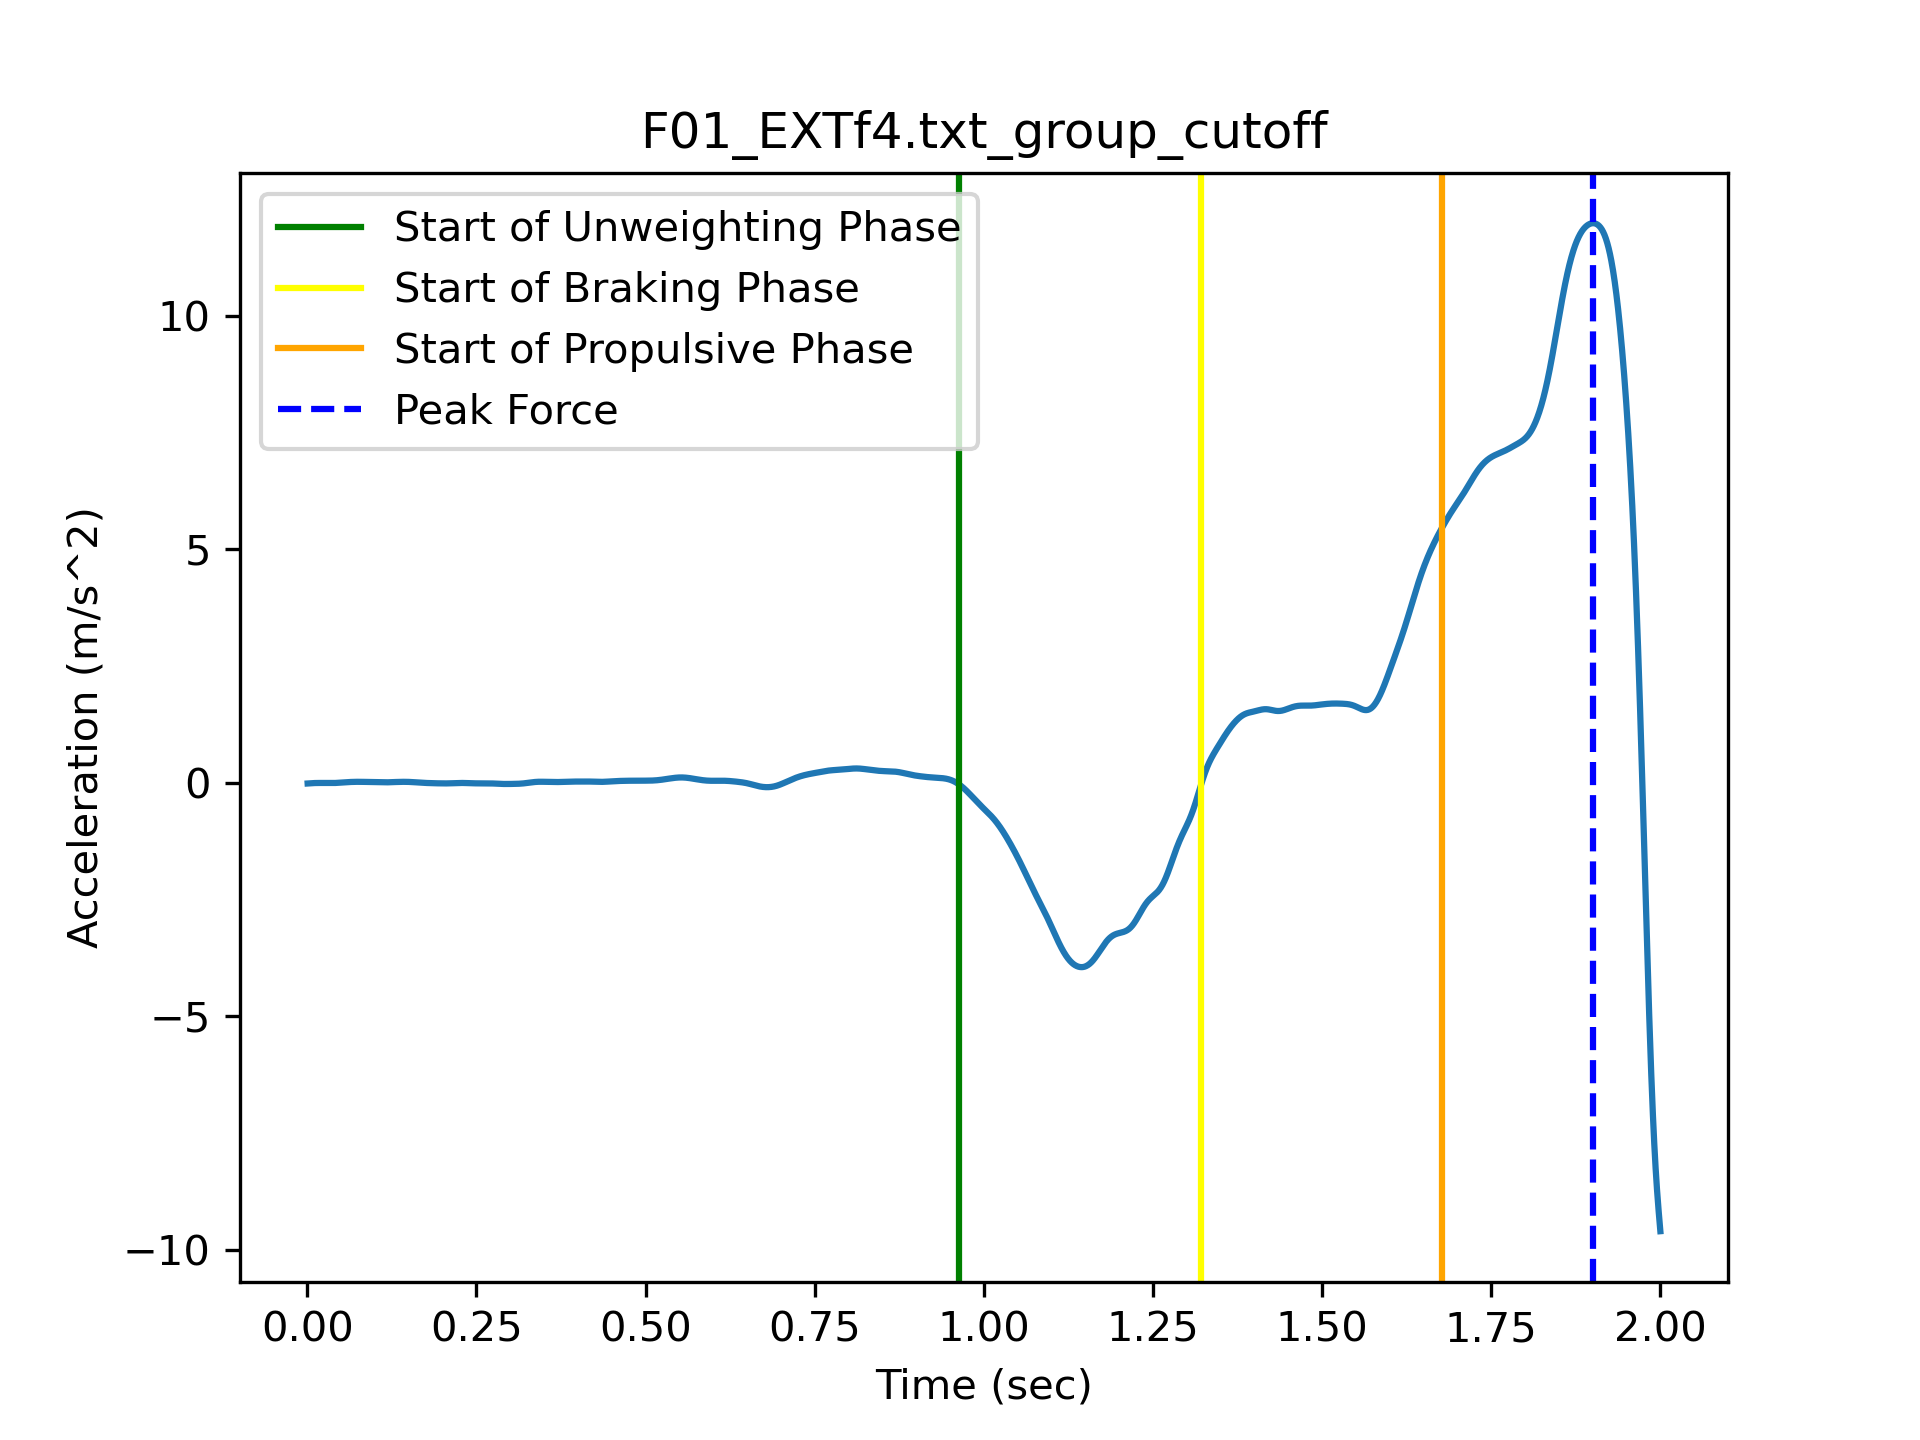 F01_EXTf4.txt_group_cutoff
Start of Unweighting Phase
Start of Braking Phase
Start of Propulsive Phase
Peak Force
Acceleration (m/s^2)
10
5
0
−5
−10
0.00 0.25 0.50 0.75 1.00 1.25 1.50 1.75 2.00
Time (sec)